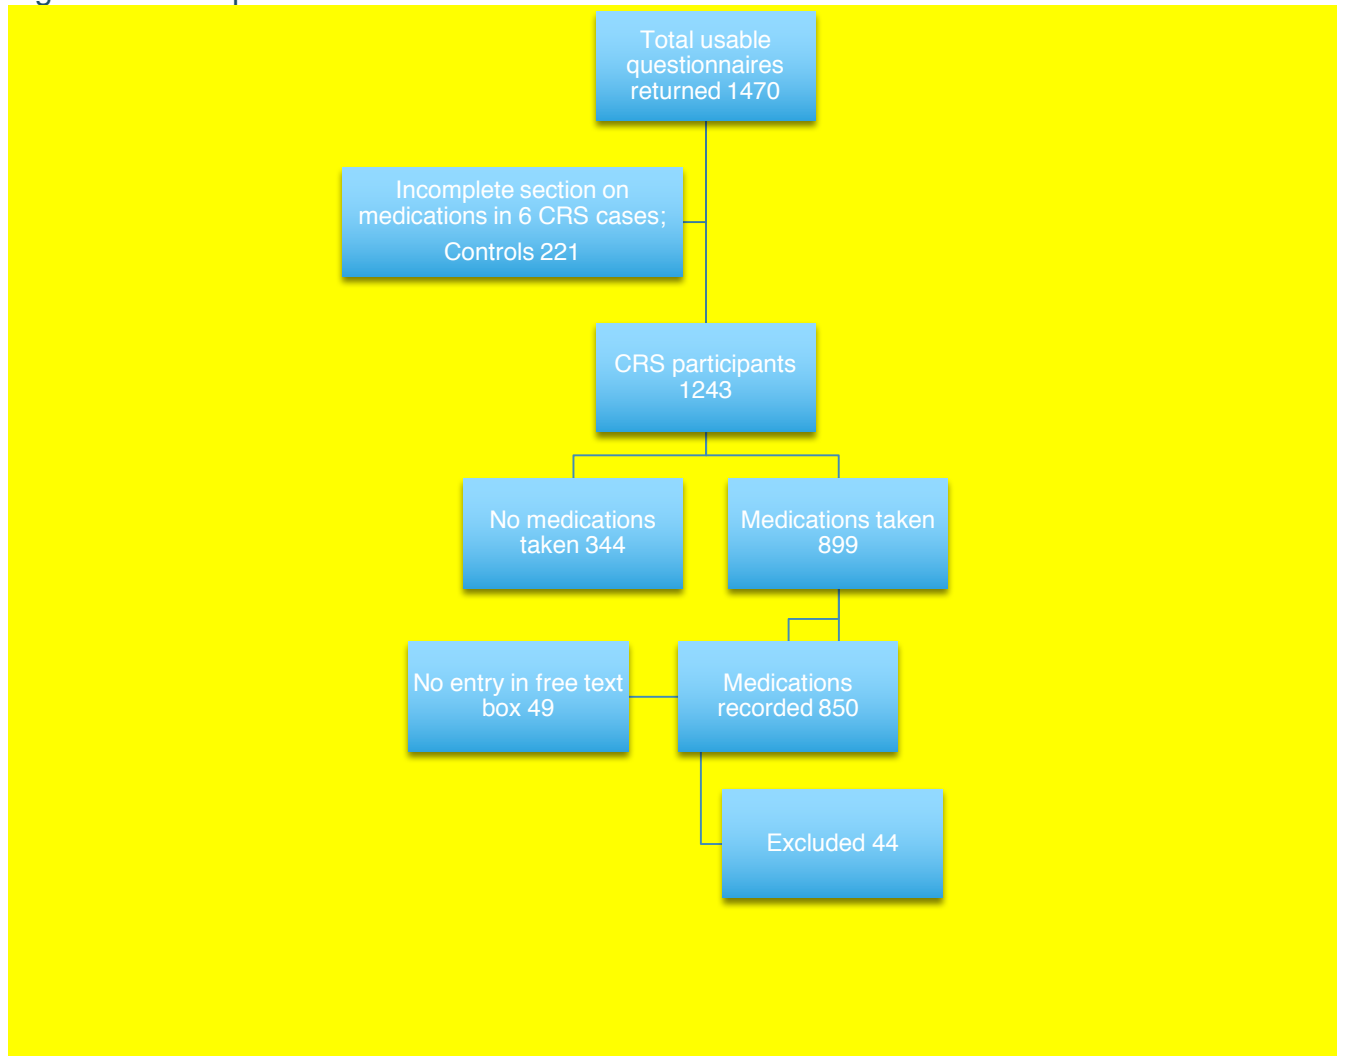 Total usable
questionnaires
returned 1470
Incomplete section on
medications in 6 CRS cases;
Controls 221
CRS participants
1243
No medications
taken 344
Medications taken
899
No entry in free text
box 49
Medications
recorded 850
Excluded 44